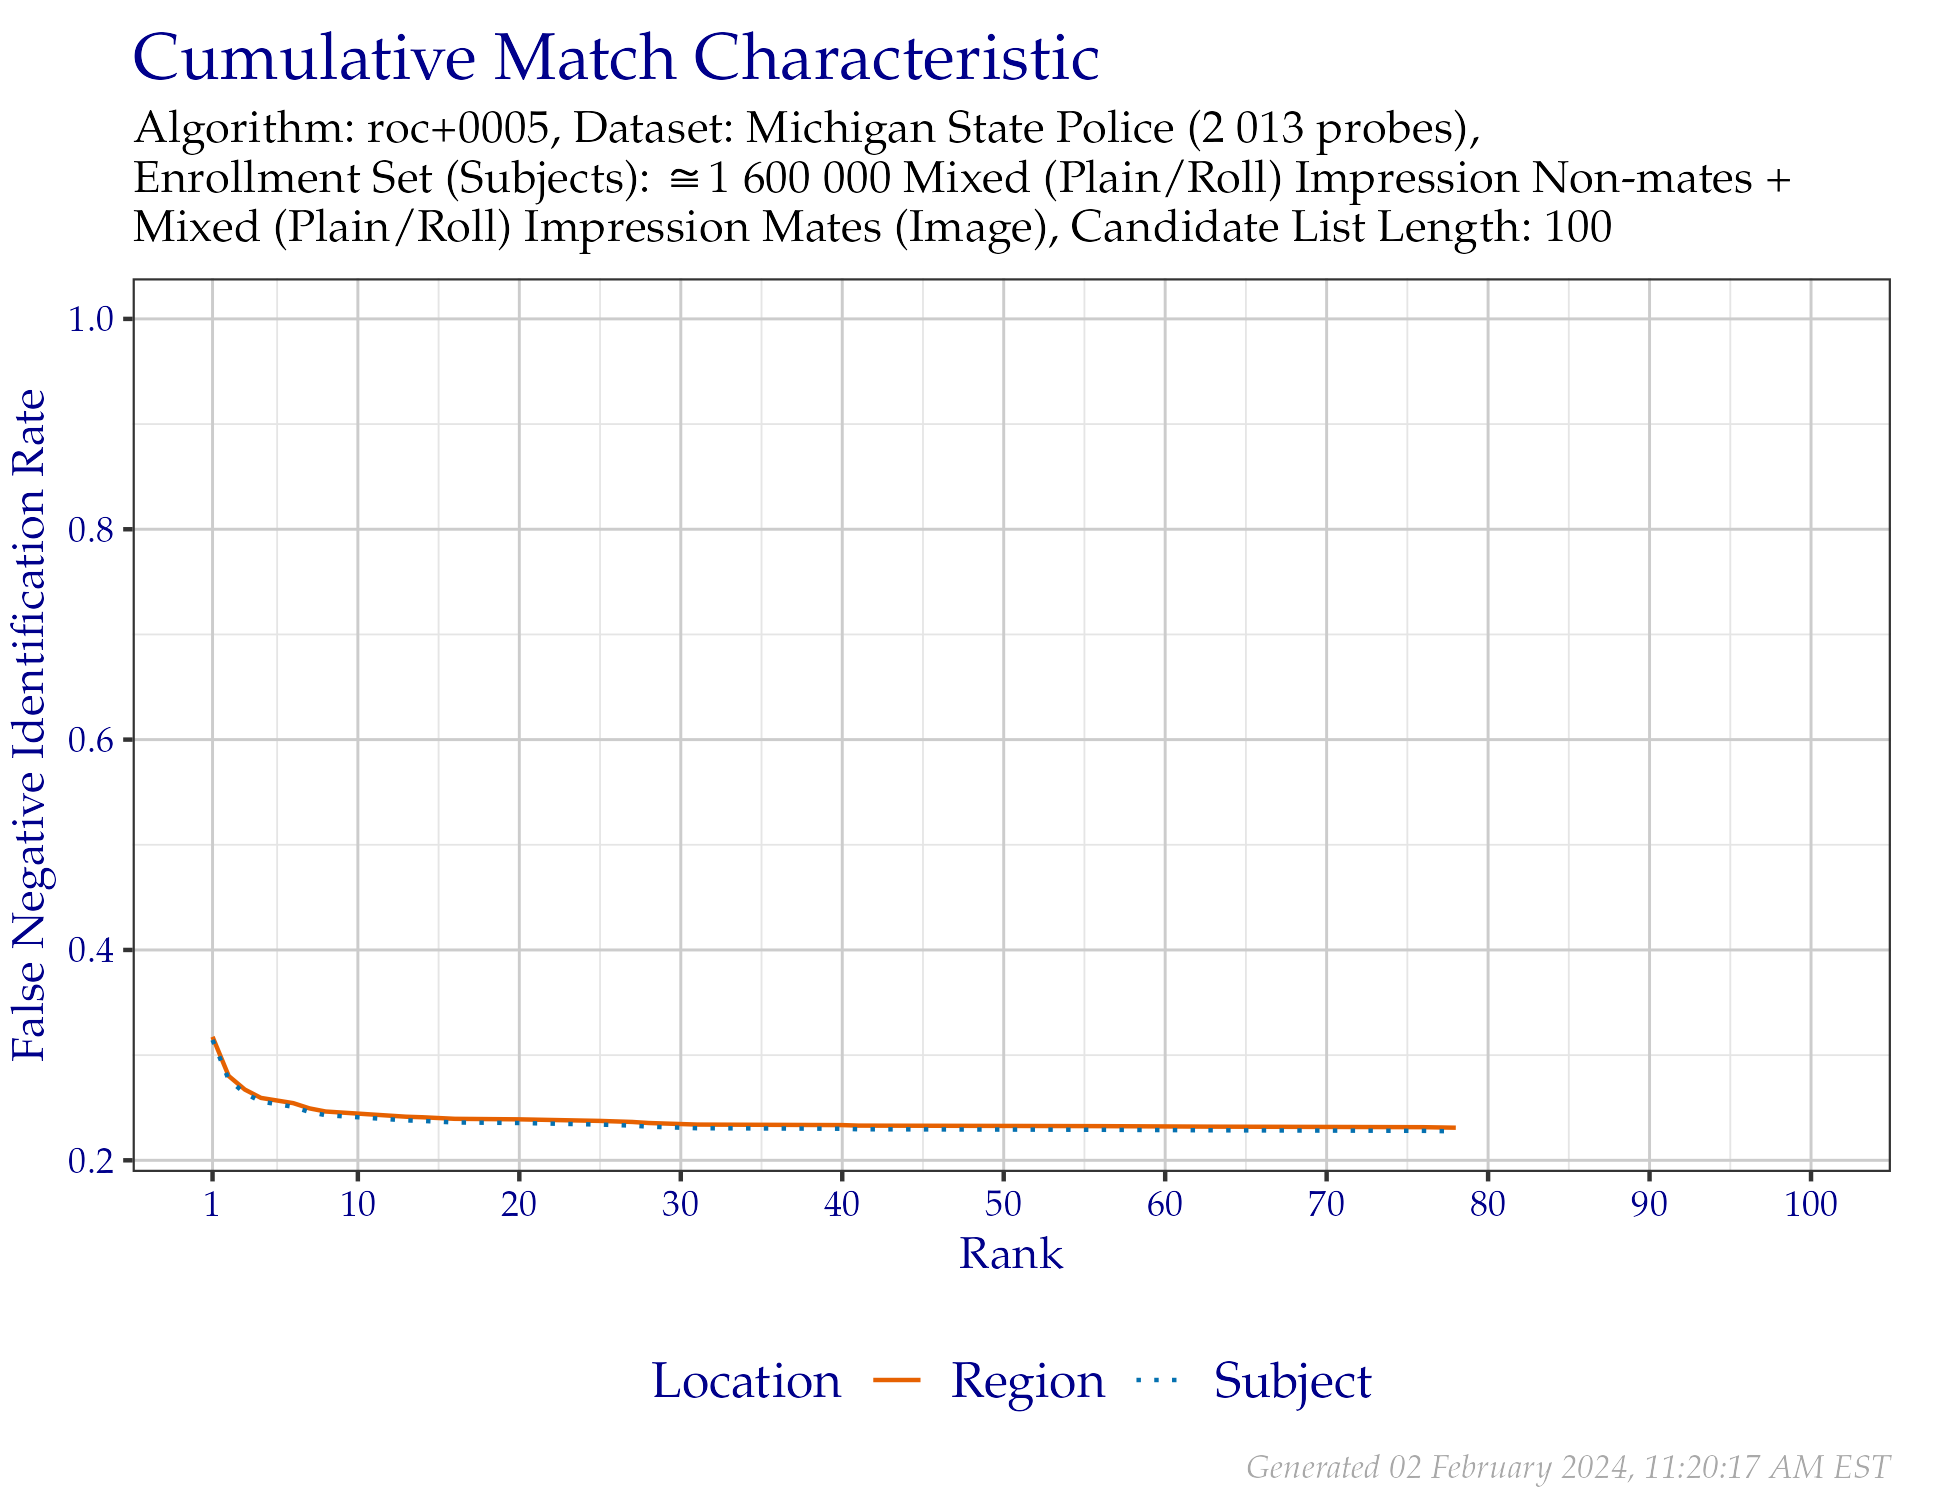 Cumulative Match Characteristic
Algorithm: roc+0005, Dataset: Michigan State Police (2 013 probes),
Enrollment Set (Subjects): ≅ 1 600 000 Mixed (Plain/Roll) Impression Non-mates +
Mixed (Plain/Roll) Impression Mates (Image), Candidate List Length: 100
False Negative Identification Rate
1.0
0.8
0.6
0.4
0.2
1 10 20 30 40 50 60 70 80 90 100
Rank
Location Region Subject
Generated 02 February 2024, 11:20:17 AM EST